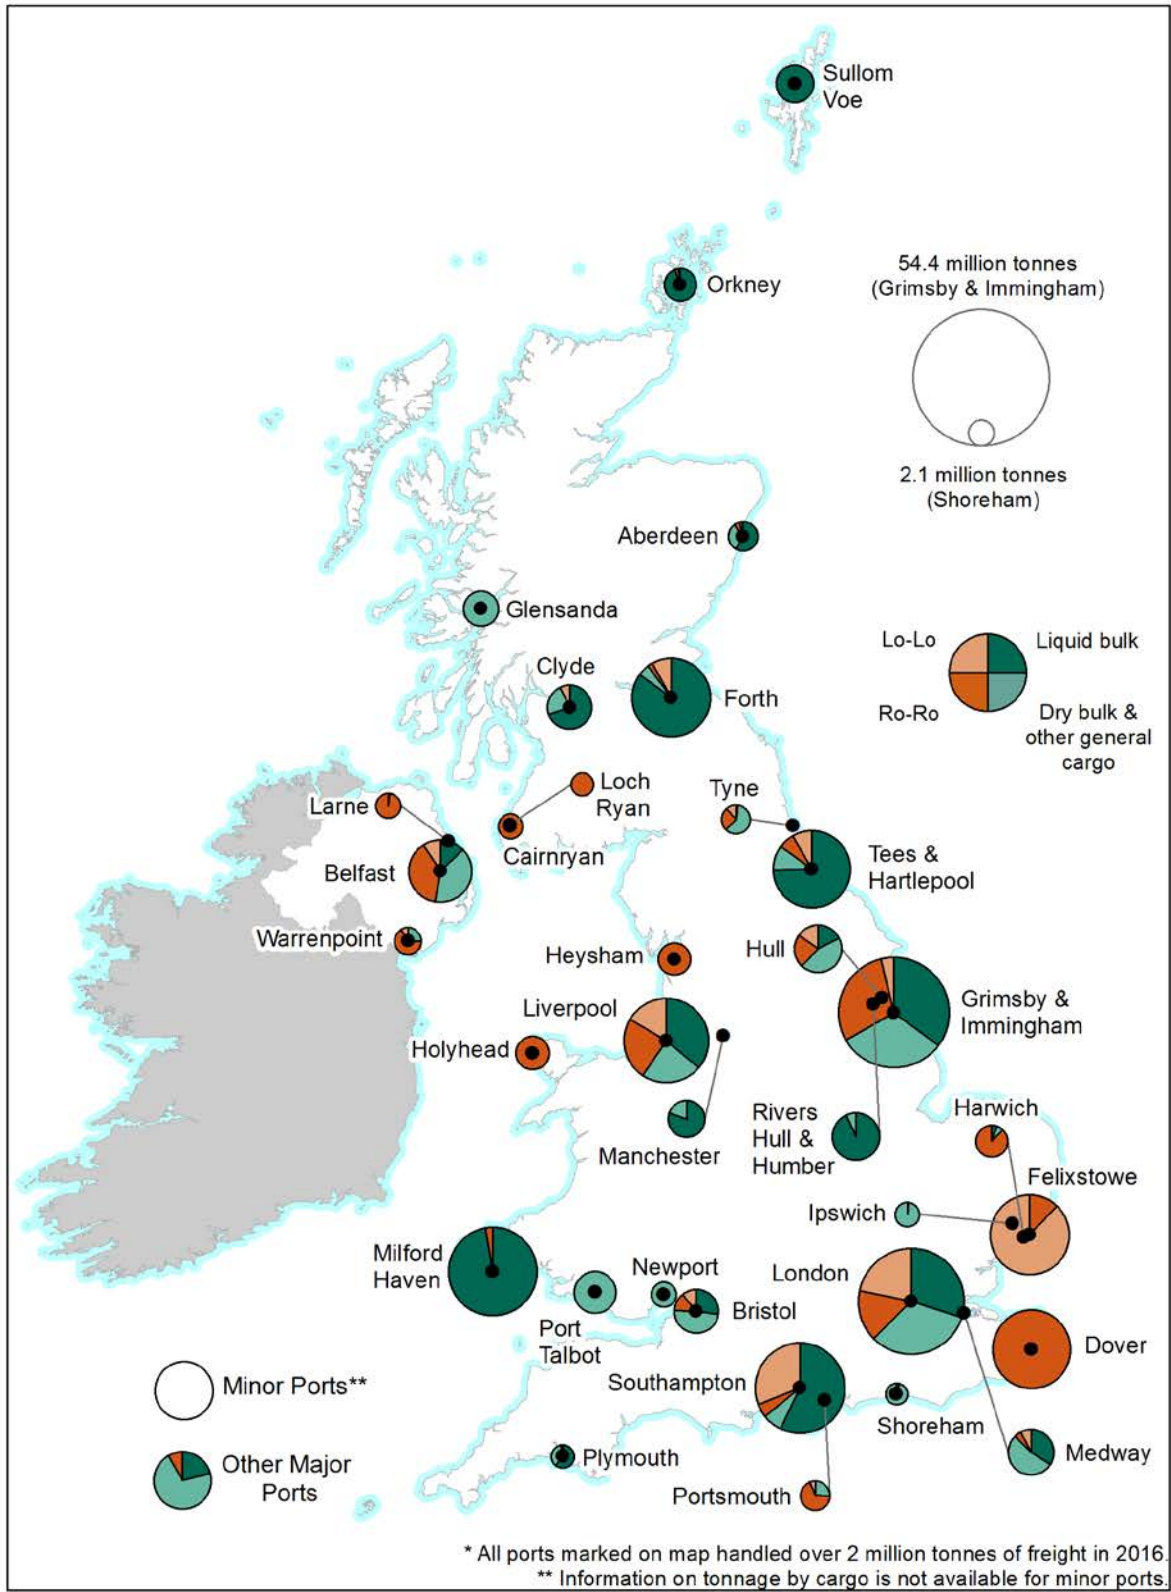 Sullom
Voe
Orkney
54.4 million tonnes
(Grimsby & Immingham)
2.1 million tonnes
(Shoreham)
Aberdeen
Glensanda
Clyde
Forth
Lo-Lo
Liquid bulk
Ro-Ro
Dry bulk &
other general
cargo
Loch
Ryan
Larne
Cairnryan
Tyne
Belfast
Tees &
Hartlepool
Warrenpoint
Heysham
Hull
Liverpool
Grimsby &
Immingham
Holyhead
Manchester
Rivers
Hull &
Humber
Harwich
Felixstowe
Ipswich
Milford
Haven
Newport
London
Bristol
Port
Talbot
Dover
Minor Ports**
Southampton
Shoreham
Other Major
Ports
Plymouth
Medway
Portsmouth
* All ports marked on map handled over 2 million tonnes of freight in 2016.
** Information on tonnage by cargo is not available for minor ports.